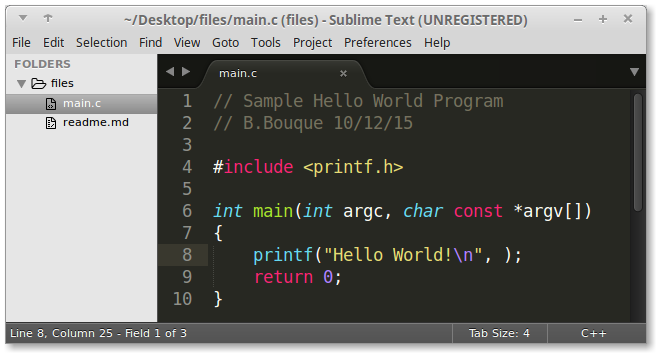 ~/Desktop/files/main.c (files) - Sublime Text (UNREGISTERED)
File Edit Selection Find View Goto Tools Project Preferences Help
FOLDERS
files
main.c
readme.md
main.c
1 // Sample Hello World Program
2 // B.Bouque 10/12/15
3
4 #include <printf.h>
5
6 int main(int argc, char const *argv[])
7 {
8     printf("Hello World!\n", );
9     return 0;
10 }
Line 8, Column 25 - Field 1 of 3 Tab Size: 4 C++